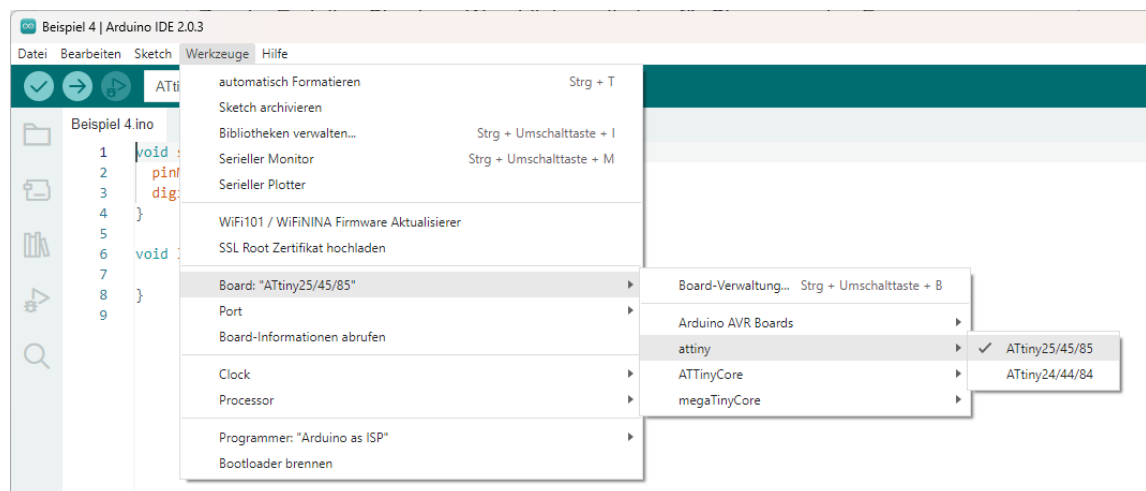 Beispiel 4 | Arduino IDE 2.0.3
Datei Bearbeiten Sketch Werkzeuge Hilfe
ATti
Beispiel 4.ino
1 void
2 pin
3 digi
4 }
5
6 void
7
8 }
9
automatisch Formatieren Strg + T
Sketch archivieren
Bibliotheken verwalten... Strg + Umschalttaste + I
Serieller Monitor Strg + Umschalttaste + M
Serieller Plotter
WiFi101 / WiFiNINA Firmware Aktualisierer
SSL Root Zertifikat hochladen
Board: "ATtiny25/45/85"
Port
Board-Informationen abrufen
Clock
Processor
Programmer: "Arduino as ISP"
Bootloader brennen
Board-Verwaltung... Strg + Umschalttaste + B
Arduino AVR Boards
attiny
ATTinyCore
megaTinyCore
ATtiny25/45/85
ATtiny24/44/84